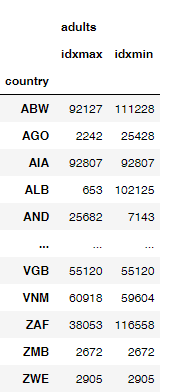 adults
idxmax idxmin
country
ABW 92127 111228
AGO 2242 25428
AIA 92807 92807
ALB 653 102125
AND 25682 7143
... ... ...
VGB 55120 55120
VNM 60918 59604
ZAF 38053 116558
ZMB 2672 2672
ZWE 2905 2905